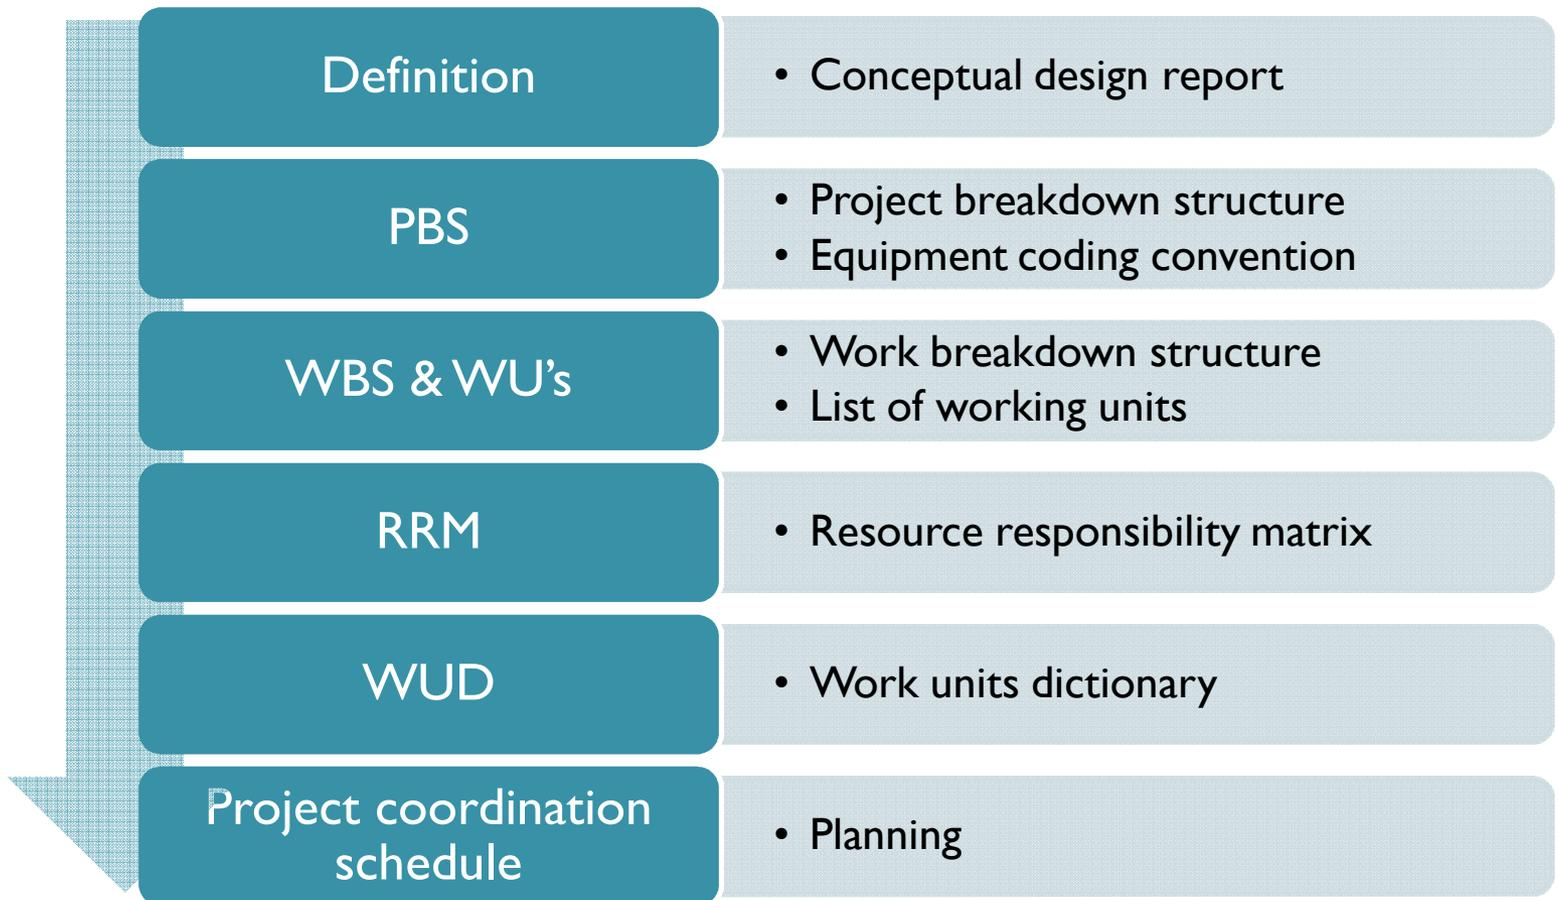 Definition
• Conceptual design report
PBS
• Project breakdown structure
• Equipment coding convention
WBS & WU’s
• Work breakdown structure
• List of working units
RRM
• Resource responsibility matrix
WUD
• Work units dictionary
Project coordination
schedule
• Planning